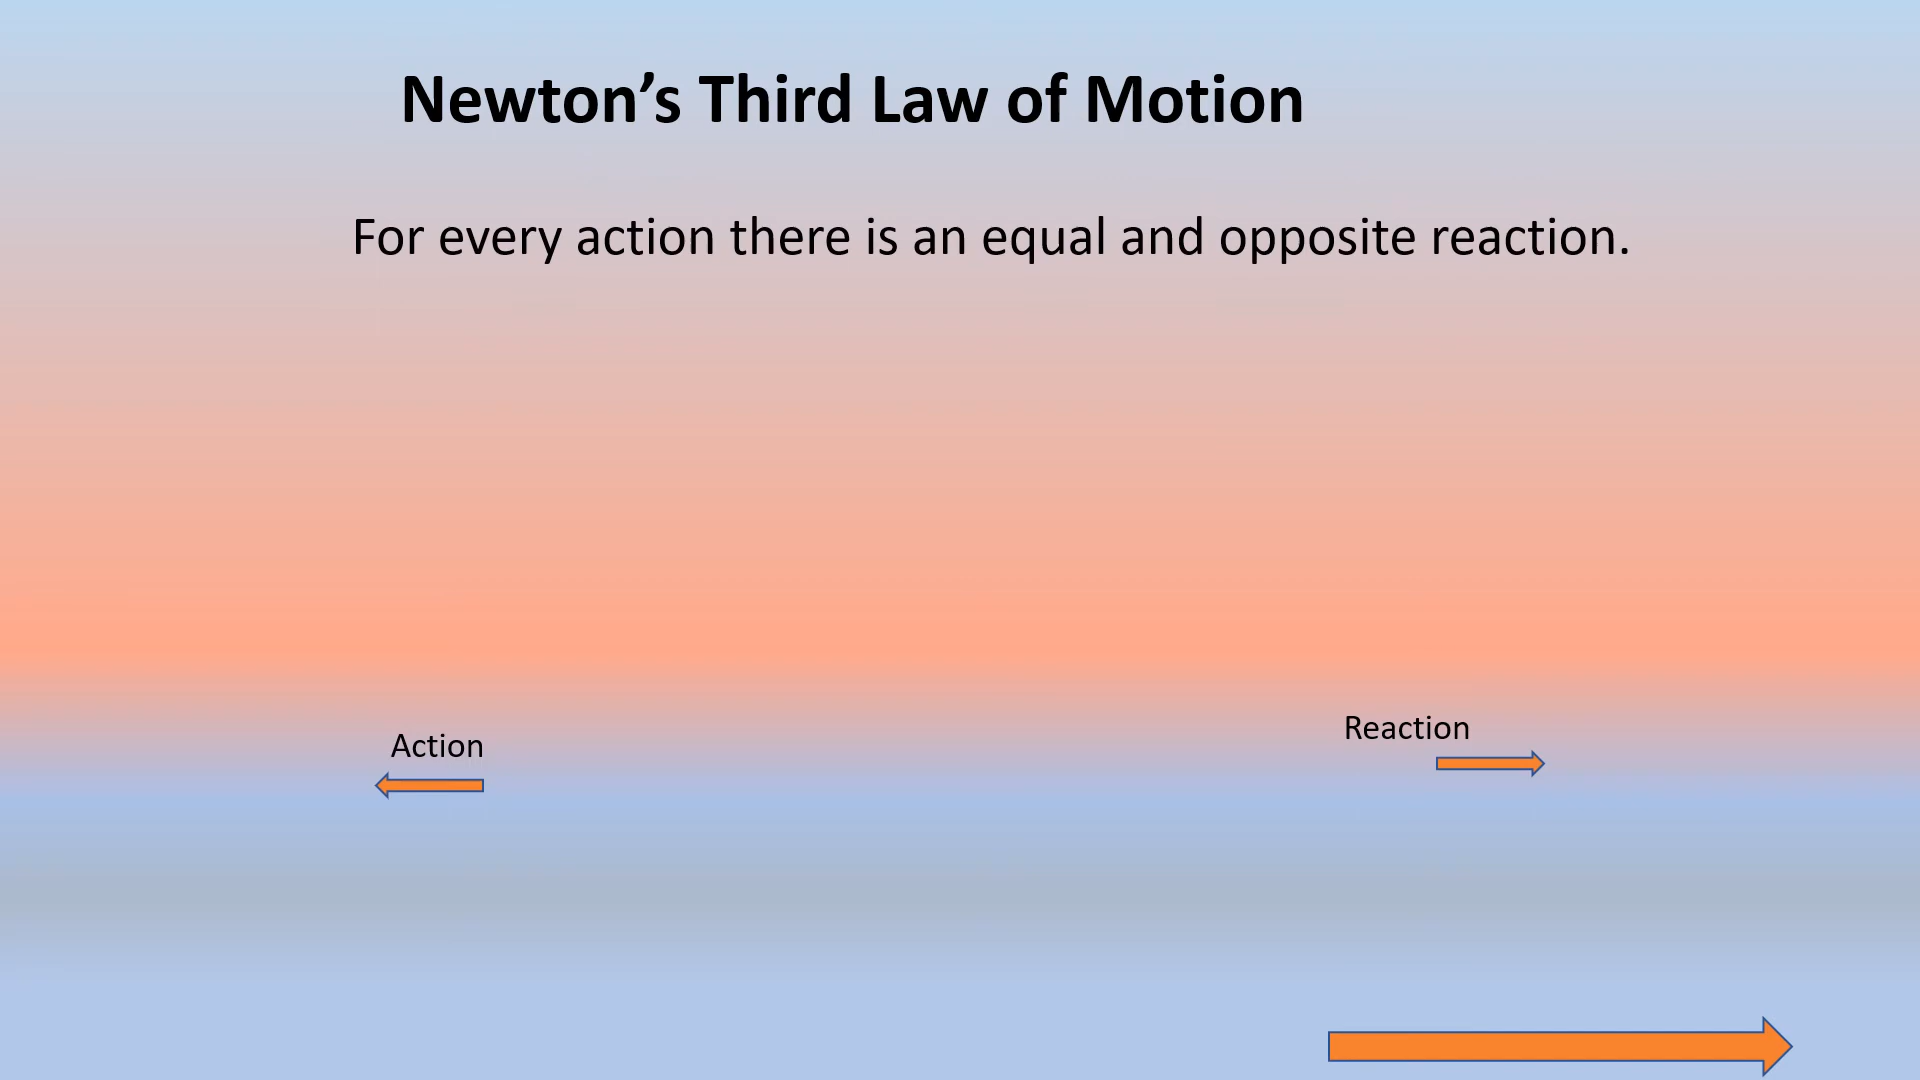 Newton’s Third Law of Motion
For every action there is an equal and opposite reaction.
Action
Reaction